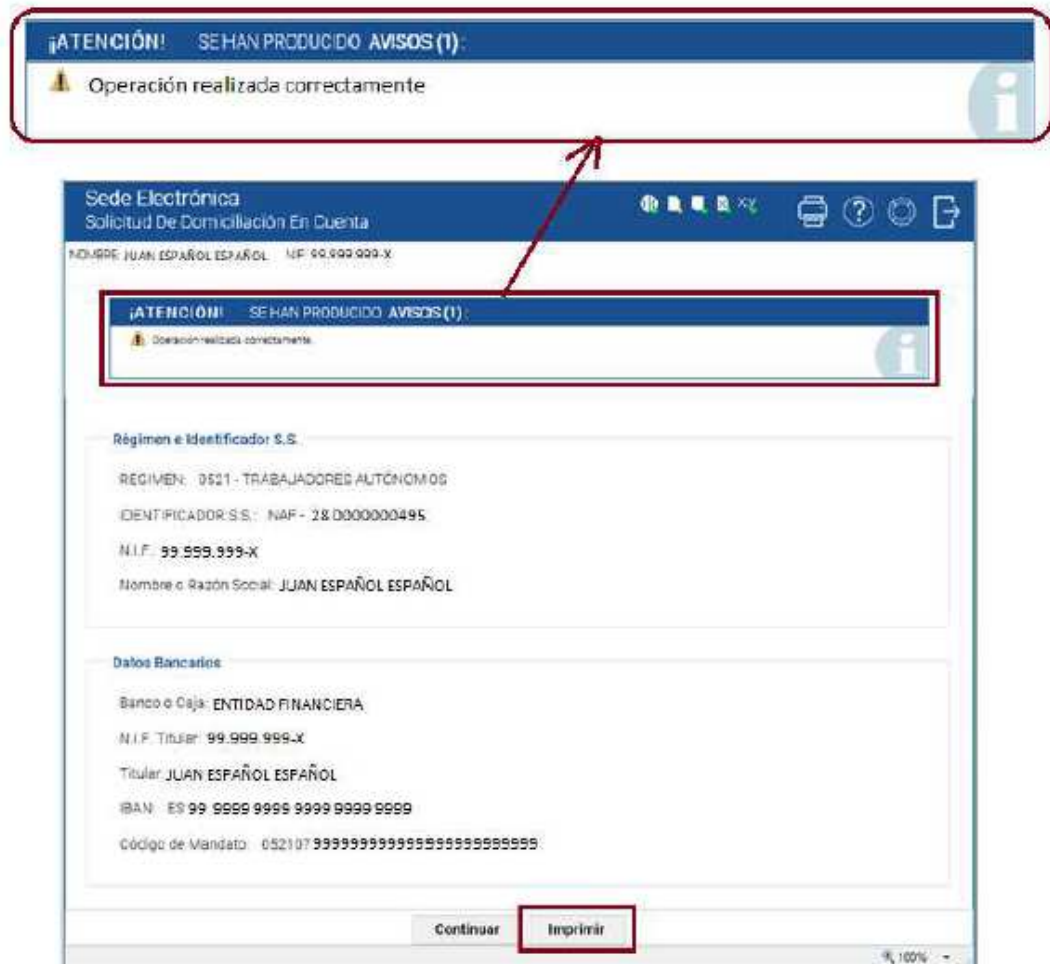 ¡ATENCIÓN! SE HAN PRODUCIDO AVISOS (1):
Operación realizada correctamente
Sede Electrónica
Solicitud De Domiciliación En Cuenta
NOMBRE JUAN ESPAÑOL ESPAÑOL NIF 99.999.999-X
¡ATENCIÓN! SE HAN PRODUCIDO AVISOS (1):
Operación realizada correctamente.
Régimen e Identificador S.S.
REGIMEN: 0521 - TRABAJADORES AUTÓNOMOS
IDENTIFICADOR S.S.: NAF - 28 0000000495
N.I.F.: 99.999.999-X
Nombre o Razón Social: JUAN ESPAÑOL ESPAÑOL
Datos Bancarios
Banco o Caja: ENTIDAD FINANCIERA
N.I.F. Titular: 99.999.999-X
Titular: JUAN ESPAÑOL ESPAÑOL
IBAN: ES 99 9999 9999 9999 9999 9999
Código de Mandato: 052107
Continuar Imprimir
100%